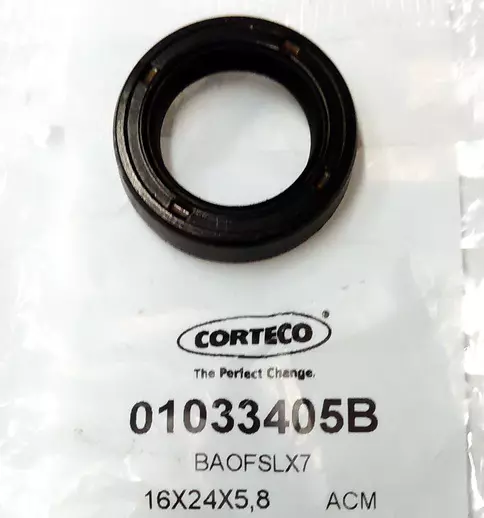 CORTECO®
The Perfect Change.
01033405B
BAOFSLX7
16X24X5,8 ACM